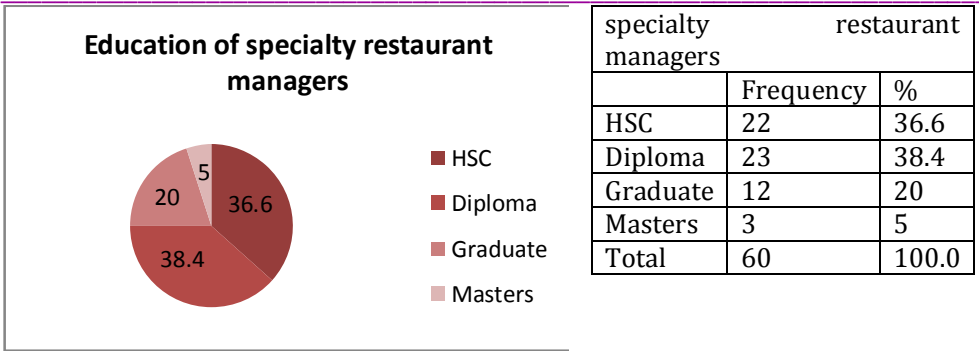 Education of specialty restaurant
managers
5
20
36.6
38.4
HSC
Diploma
Graduate
Masters
specialty restaurant
managers
Frequency %
HSC 22 36.6
Diploma 23 38.4
Graduate 12 20
Masters 3 5
Total 60 100.0